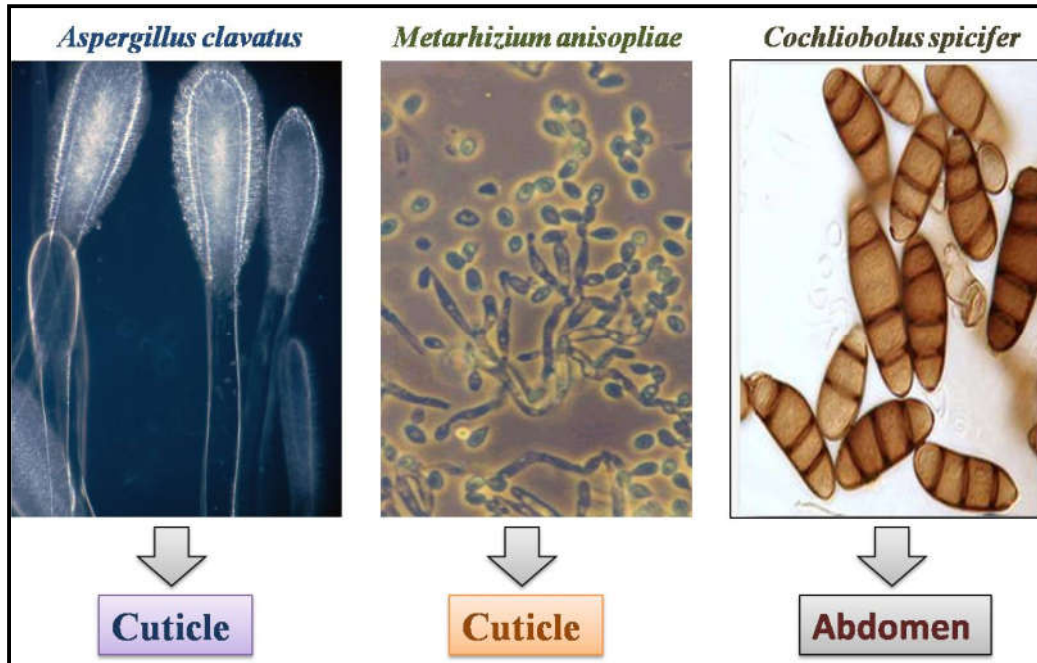 Aspergillus clavatus
Metarhizium anisopliae
Cochliobolus spicifer
Cuticle
Cuticle
Abdomen